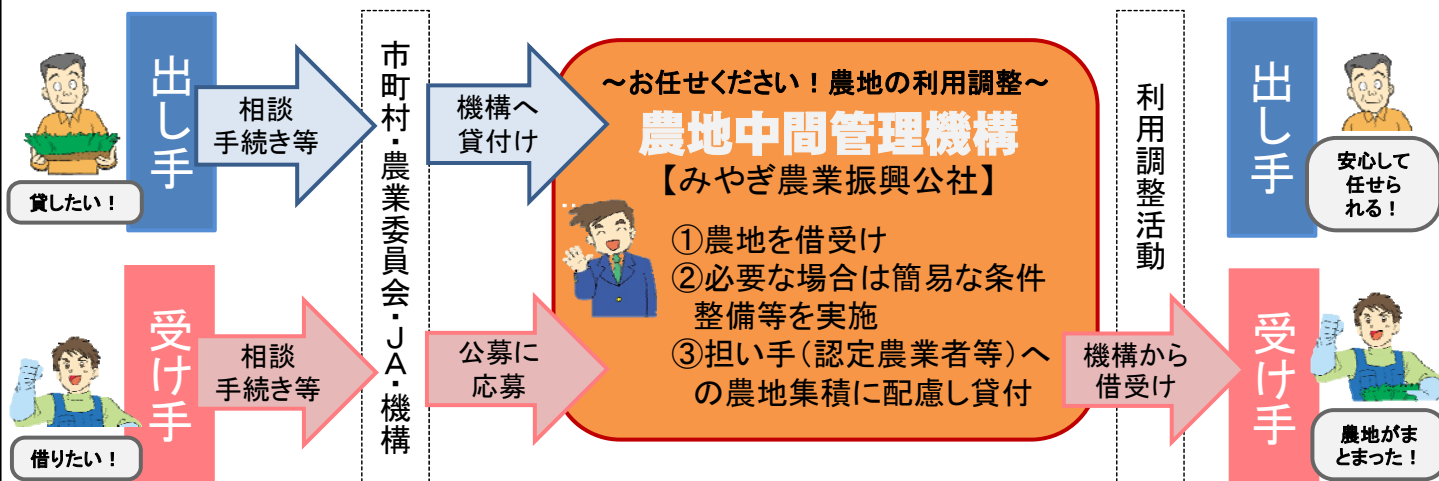 出し手
貸したい！
相談
手続き等
市町村・農業委員会・ＪＡ・機構
機構へ
貸付け
受け手
借りたい！
相談
手続き等
公募に
応募
～お任せください！農地の利用調整～
農地中間管理機構
【みやぎ農業振興公社】
①農地を借受け
②必要な場合は簡易な条件
整備等を実施
③担い手（認定農業者等）へ
の農地集積に配慮し貸付
利用調整活動
機構から
借受け
出し手
安心して
任せら
れる！
受け手
農地がま
とまった！